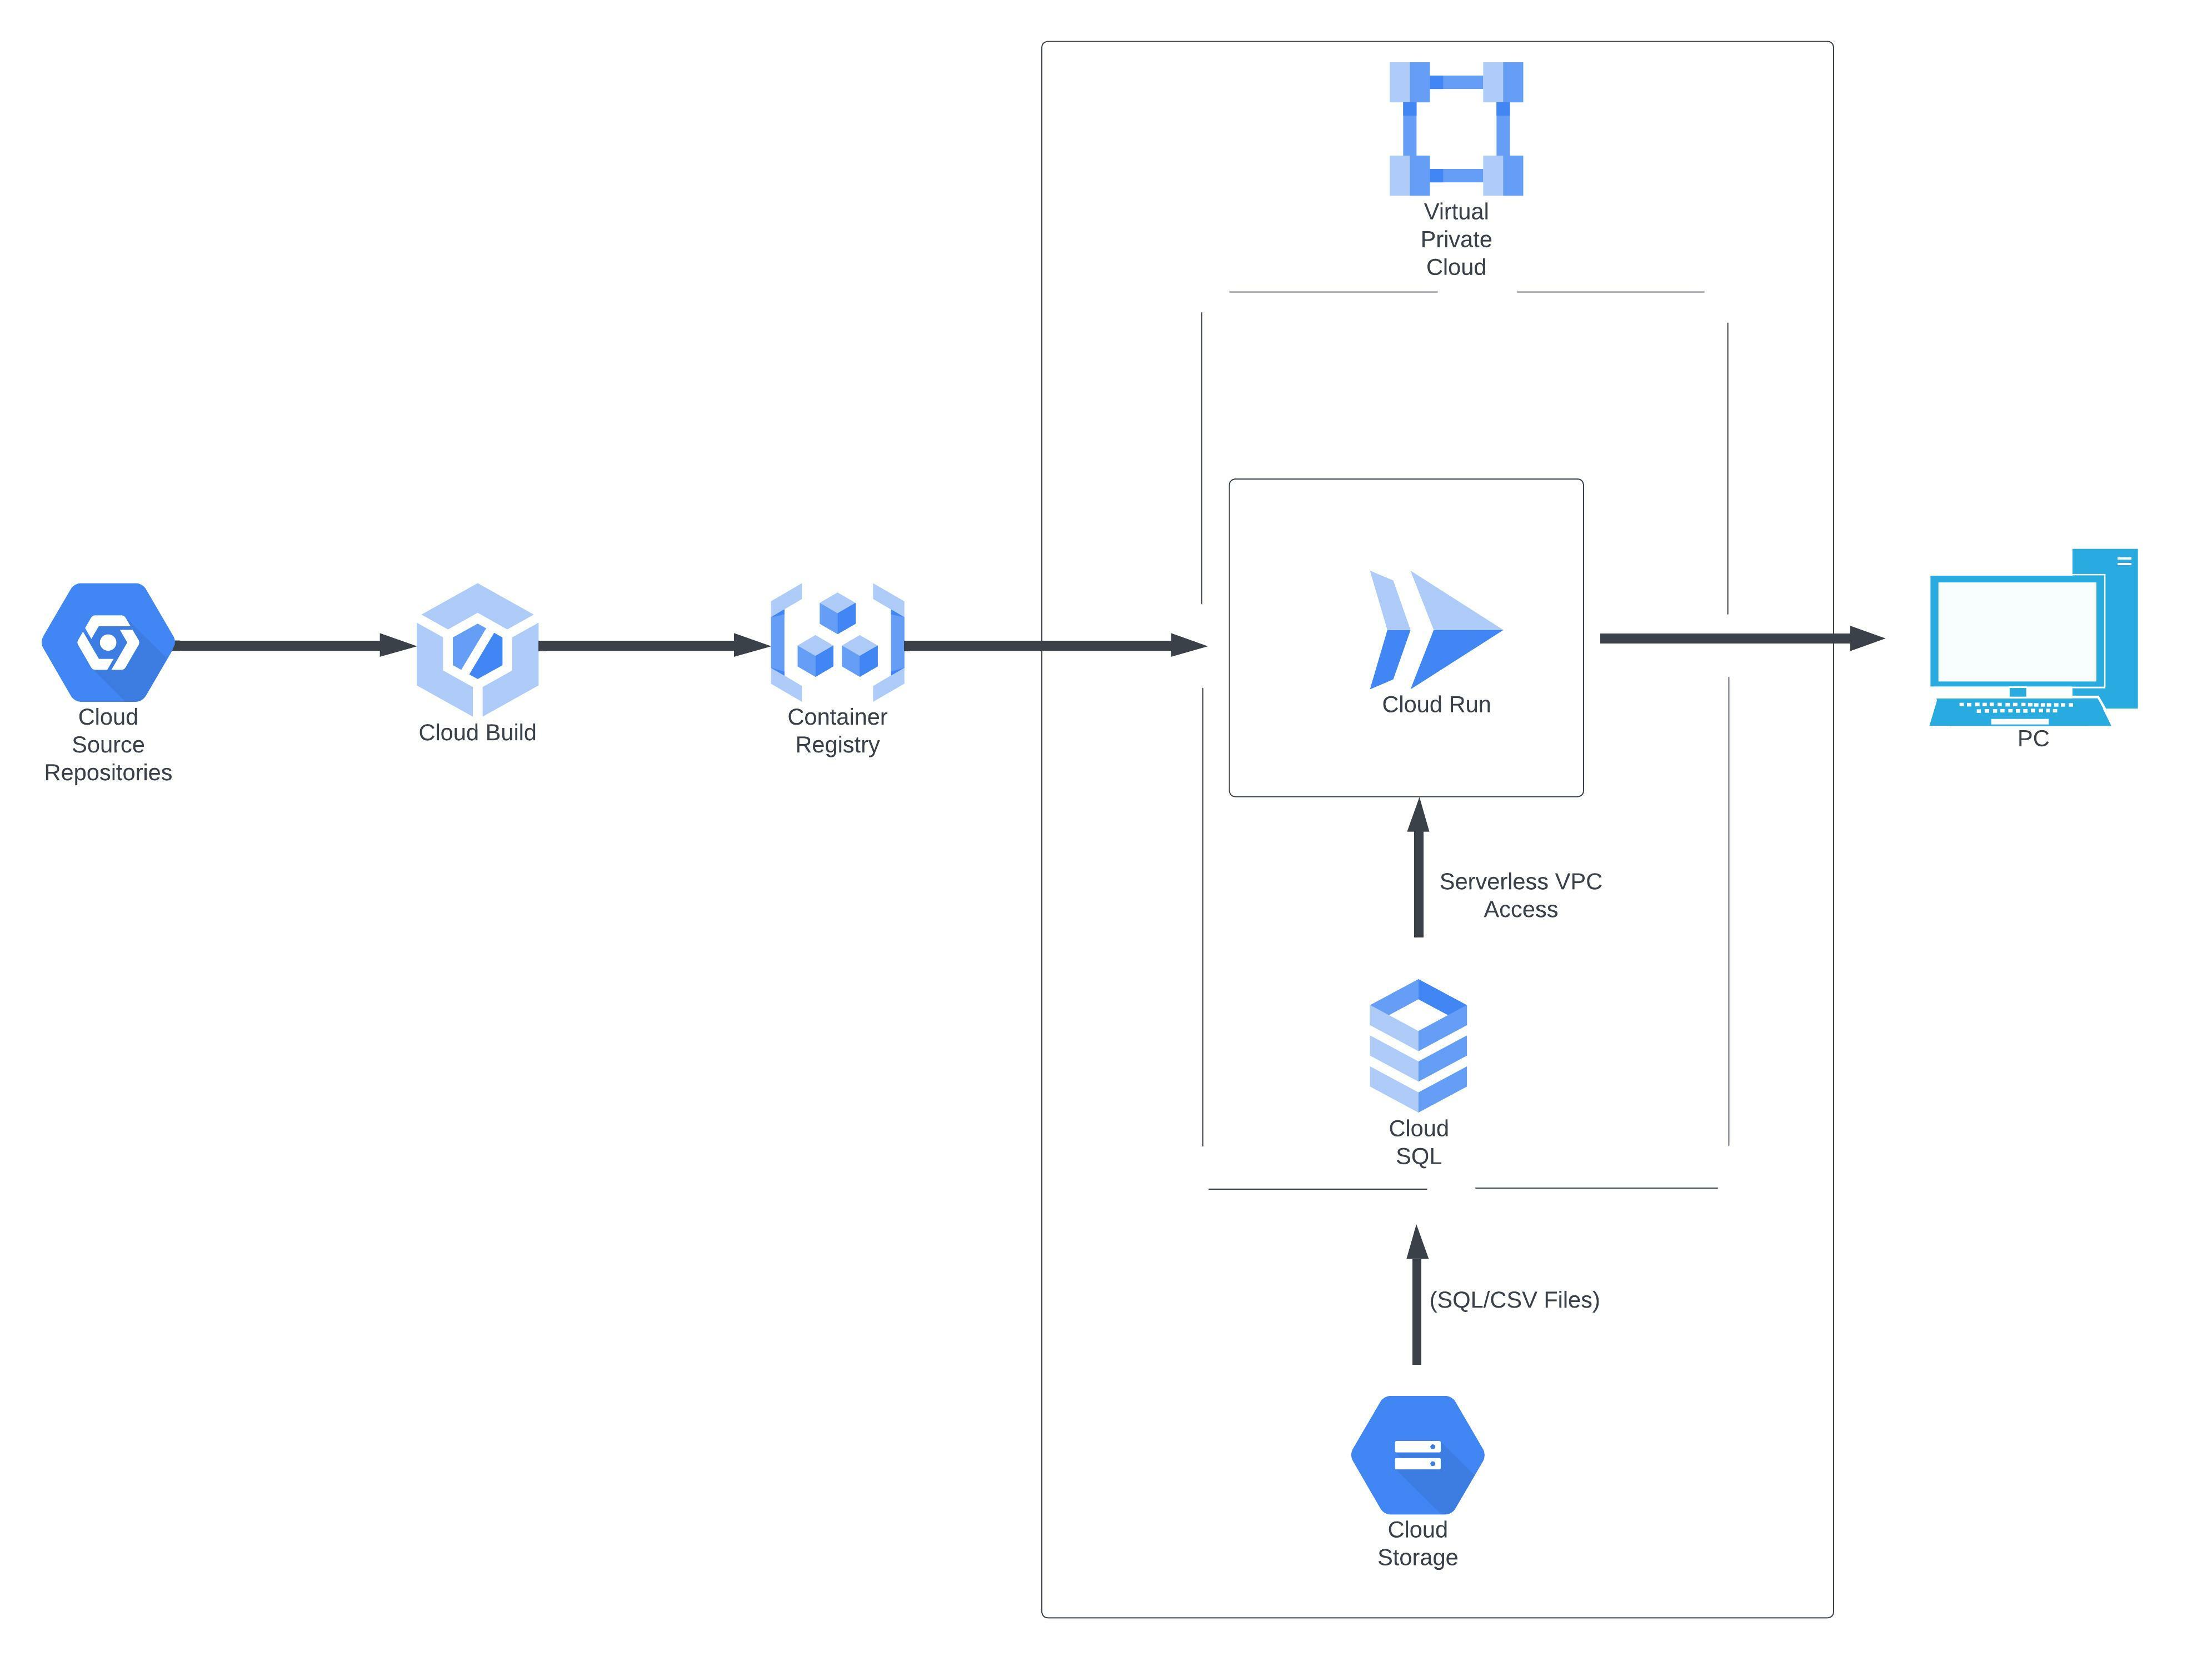 Virtual
Private
Cloud
Cloud
Source
Repositories
Cloud Build
Container
Registry
Cloud Run
PC
Serverless VPC
Access
Cloud
SQL
(SQL/CSV Files)
Cloud
Storage